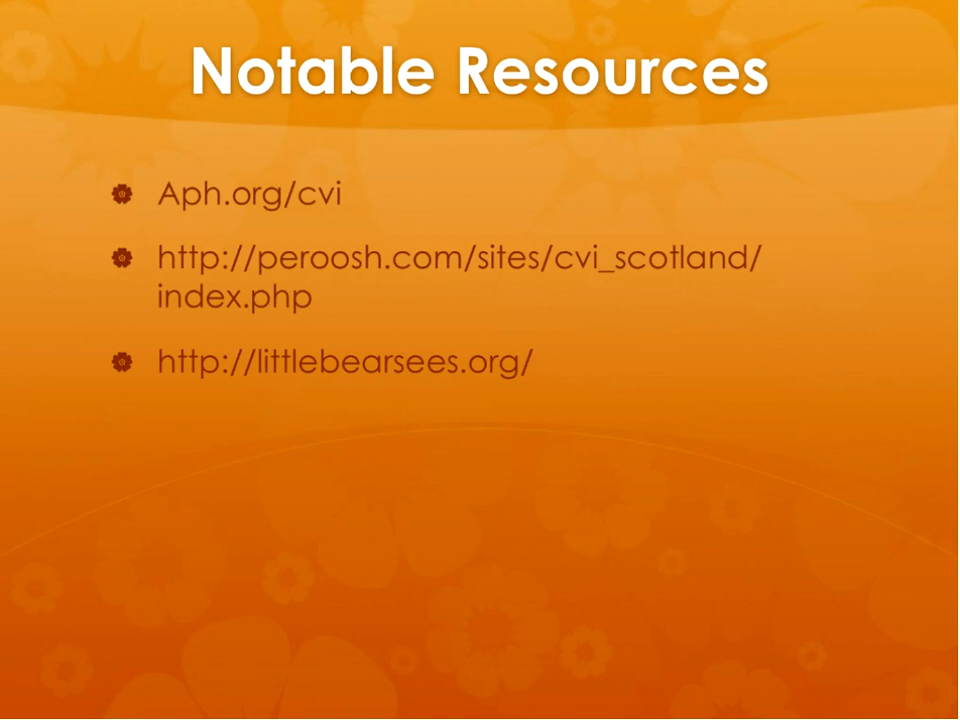 Notable Resources
Aph.org/cvi
http://peroosh.com/sites/cvi_scotland/
index.php
http://littlebearsees.org/